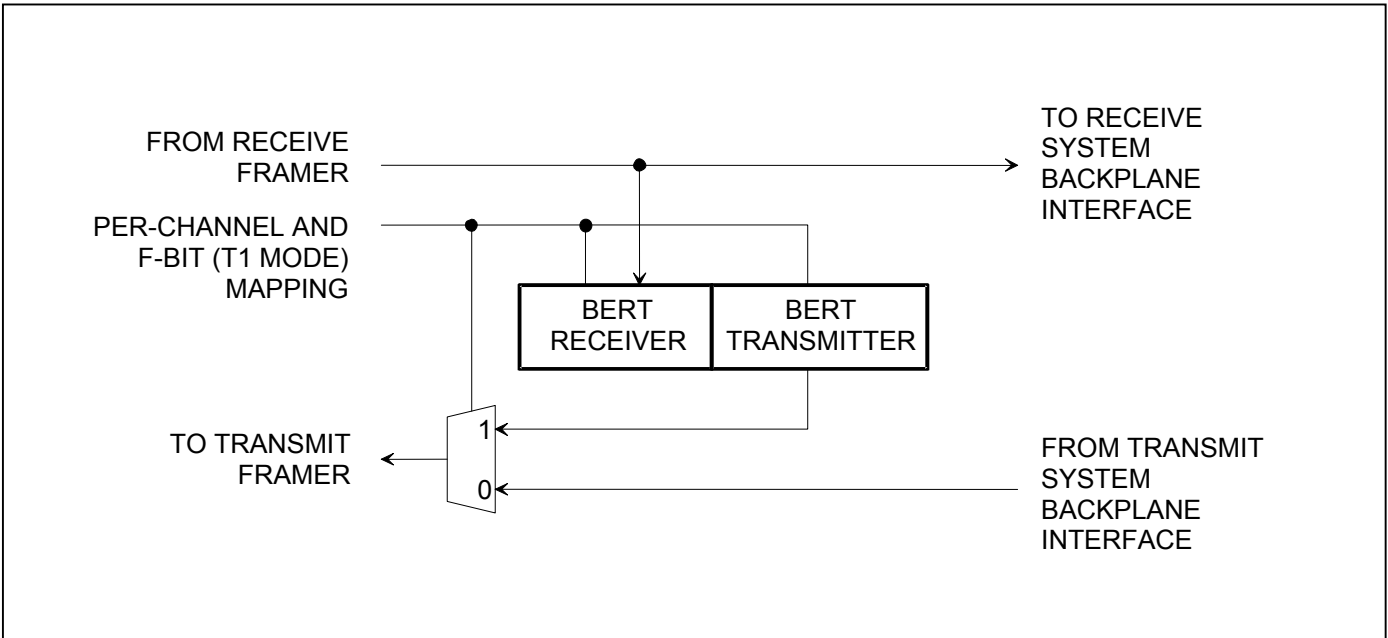 FROM RECEIVE
FRAMER
TO RECEIVE
SYSTEM
BACKPLANE
INTERFACE
PER-CHANNEL AND
F-BIT (T1 MODE)
MAPPING
BERT
RECEIVER
BERT
TRANSMITTER
1
0
TO TRANSMIT
FRAMER
FROM TRANSMIT
SYSTEM
BACKPLANE
INTERFACE